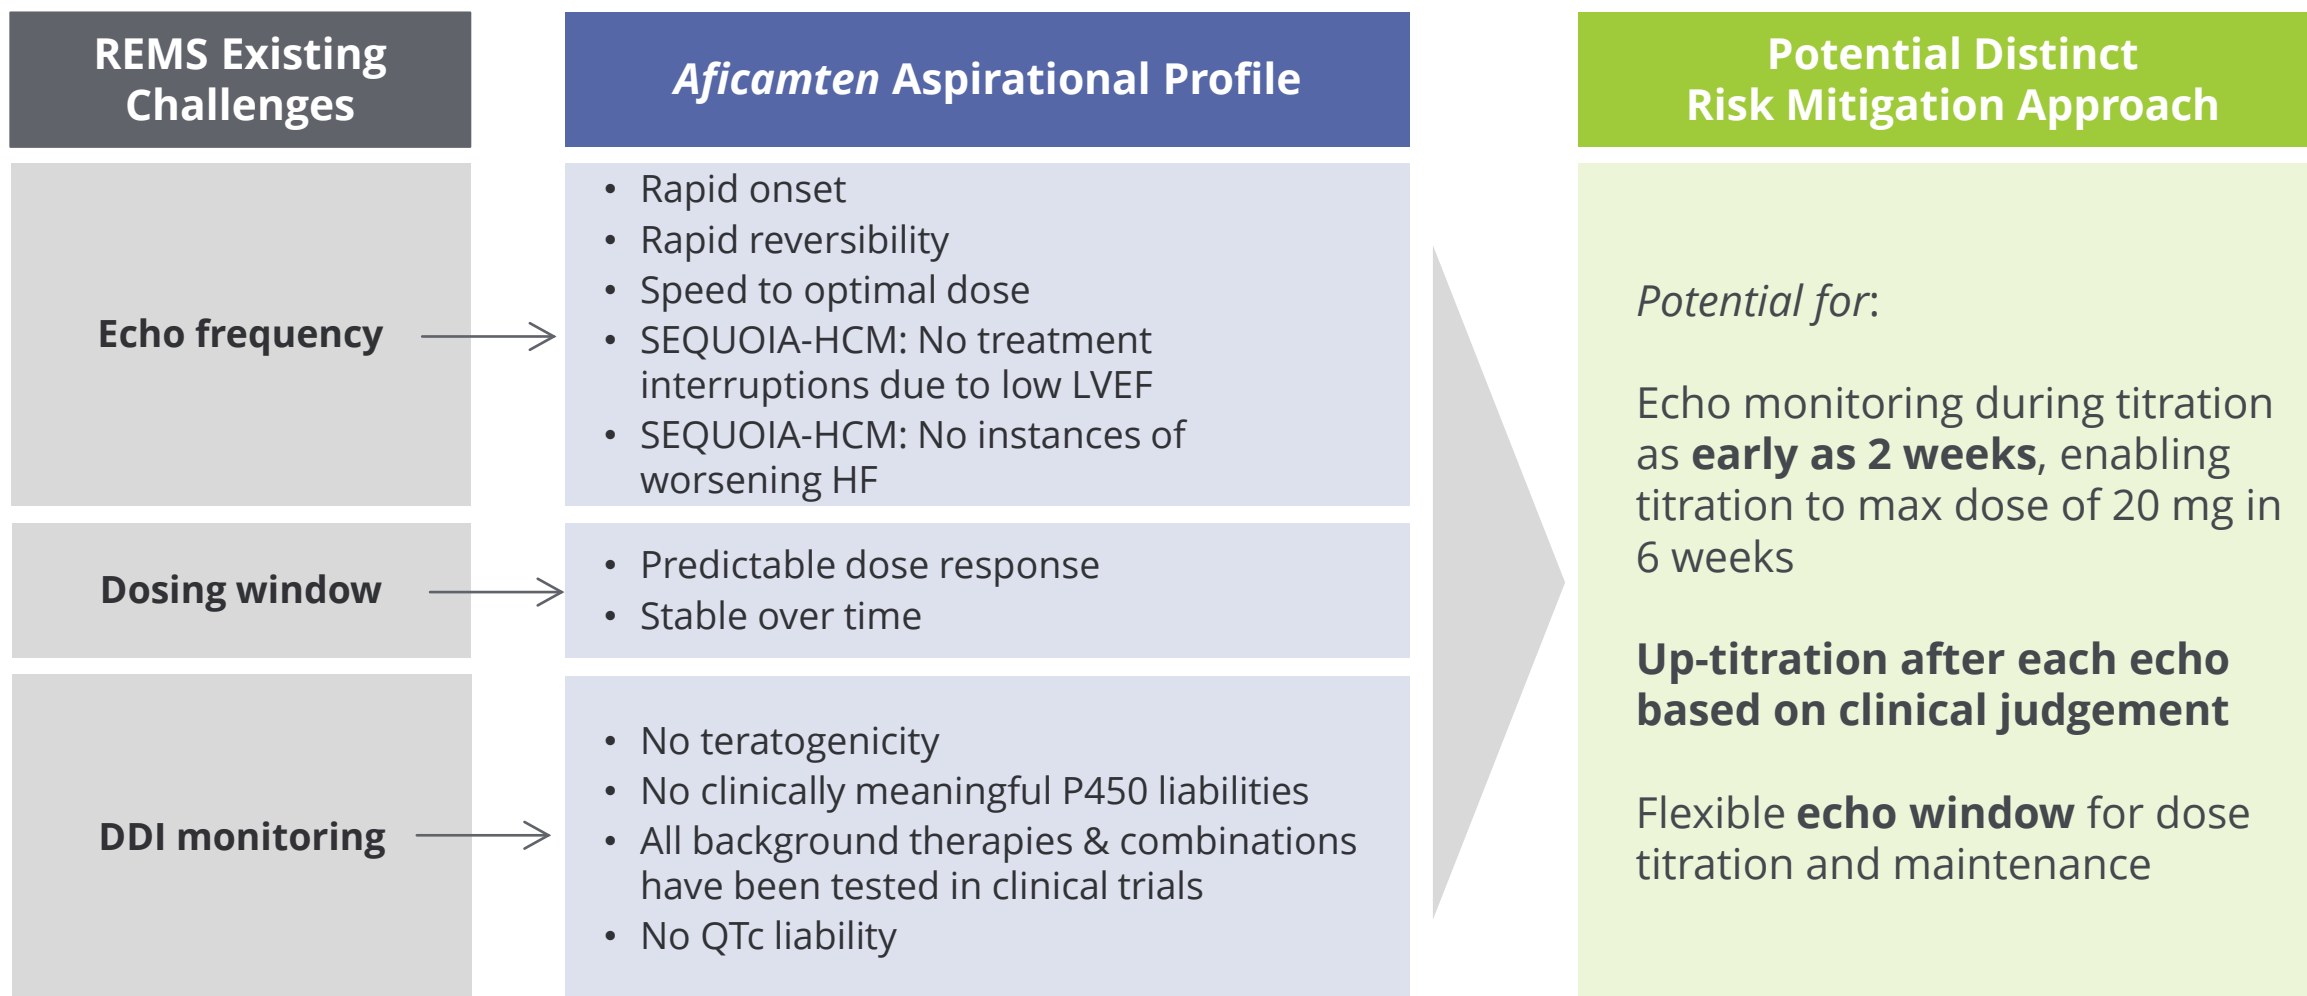 REMS Existing
Challenges
Aficamten Aspirational Profile
Potential Distinct
Risk Mitigation Approach
Echo frequency
• Rapid onset
• Rapid reversibility
• Speed to optimal dose
• SEQUOIA-HCM: No treatment
interruptions due to low LVEF
• SEQUOIA-HCM: No instances of
worsening HF
Dosing window
• Predictable dose response
• Stable over time
DDI monitoring
• No teratogenicity
• No clinically meaningful P450 liabilities
• All background therapies & combinations
have been tested in clinical trials
• No QTc liability
Potential for:
Echo monitoring during titration
as early as 2 weeks, enabling
titration to max dose of 20 mg in
6 weeks
Up-titration after each echo
based on clinical judgement
Flexible echo window for dose
titration and maintenance